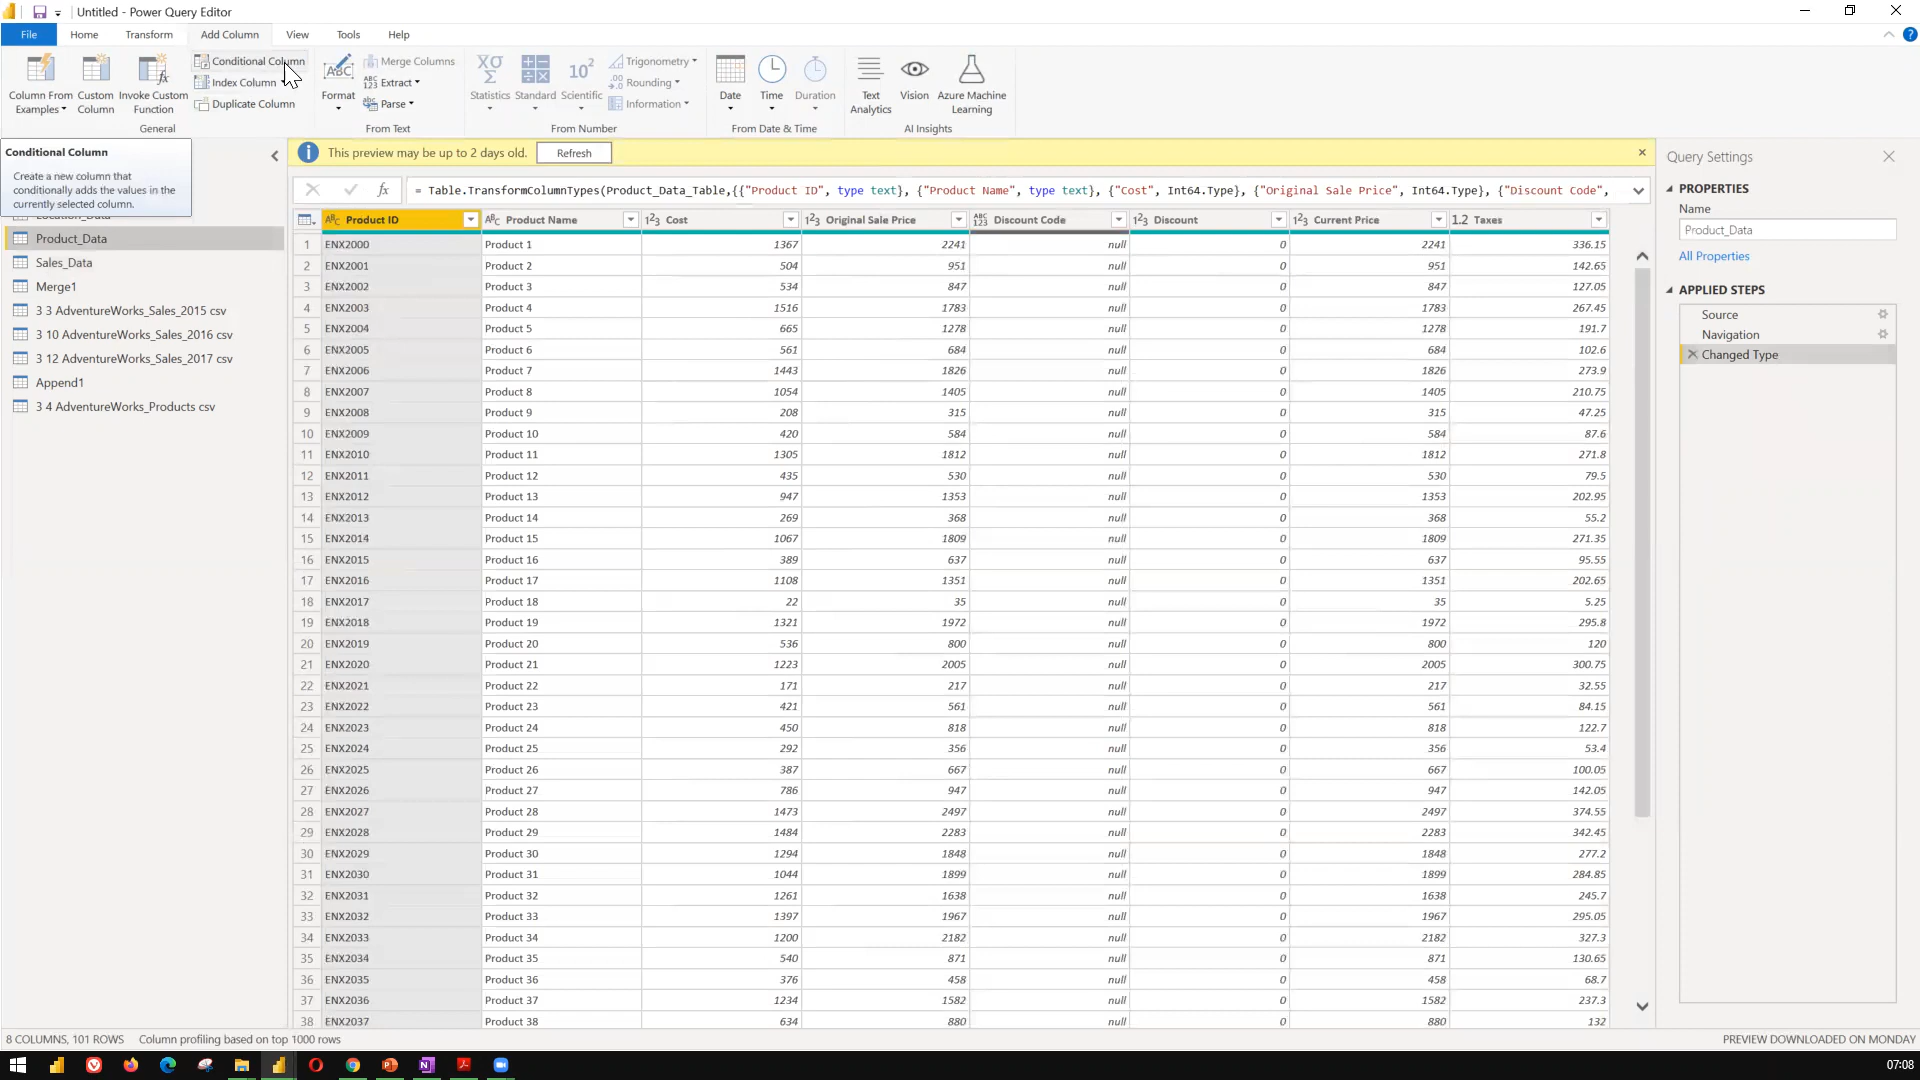 Untitled - Power Query Editor
File Home Transform Add Column View Tools Help
Column From Examples
Custom Column
Invoke Custom Function
Conditional Column
Index Column
Duplicate Column
General
Format
Merge Columns
Extract
Parse
From Text
XΟ
Statistics
Standard
10²
Scientific
Trigonometry
Rounding
Information
From Number
Date
Time
Duration
From Date & Time
Text Analytics
Vision
Azure Machine Learning
AI Insights
Conditional Column
Create a new column that
conditionally adds the values in the
currently selected column.
Product_Data
Sales_Data
Merge1
3 3 AdventureWorks_Sales_2015 csv
3 10 AdventureWorks_Sales_2016 csv
3 12 AdventureWorks_Sales_2017 csv
Append1
3 4 AdventureWorks_Products csv
This preview may be up to 2 days old. Refresh
fx = Table.TransformColumnTypes(Product_Data_Table,{{"Product ID", type text}, {"Product Name", type text}, {"Cost", Int64.Type}, {"Original Sale Price", Int64.Type}, {"Discount Code",
Product ID Product Name Cost Original Sale Price Discount Code Discount Current Price Taxes
1 ENX2000 Product 1 1367 2241 null 0 2241 336.15
2 ENX2001 Product 2 504 951 null 0 951 142.65
3 ENX2002 Product 3 534 847 null 0 847 127.05
4 ENX2003 Product 4 1516 1783 null 0 1783 267.45
5 ENX2004 Product 5 665 1278 null 0 1278 191.7
6 ENX2005 Product 6 561 684 null 0 684 102.6
7 ENX2006 Product 7 1443 1826 null 0 1826 273.9
8 ENX2007 Product 8 1054 1405 null 0 1405 210.75
9 ENX2008 Product 9 208 315 null 0 315 47.25
10 ENX2009 Product 10 420 584 null 0 584 87.6
11 ENX2010 Product 11 1305 1812 null 0 1812 271.8
12 ENX2011 Product 12 435 530 null 0 530 79.5
13 ENX2012 Product 13 947 1353 null 0 1353 202.95
14 ENX2013 Product 14 269 368 null 0 368 55.2
15 ENX2014 Product 15 1067 1809 null 0 1809 271.35
16 ENX2015 Product 16 389 637 null 0 637 95.55
17 ENX2016 Product 17 1108 1351 null 0 1351 202.65
18 ENX2017 Product 18 22 35 null 0 35 5.25
19 ENX2018 Product 19 1321 1972 null 0 1972 295.8
20 ENX2019 Product 20 536 800 null 0 800 120
21 ENX2020 Product 21 1223 2005 null 0 2005 300.75
22 ENX2021 Product 22 171 217 null 0 217 32.55
23 ENX2022 Product 23 421 561 null 0 561 84.15
24 ENX2023 Product 24 450 818 null 0 818 122.7
25 ENX2024 Product 25 292 356 null 0 356 53.4
26 ENX2025 Product 26 387 667 null 0 667 100.05
27 ENX2026 Product 27 786 947 null 0 947 142.05
28 ENX2027 Product 28 1473 2497 null 0 2497 374.55
29 ENX2028 Product 29 1484 2283 null 0 2283 342.45
30 ENX2029 Product 30 1294 1848 null 0 1848 277.2
31 ENX2030 Product 31 1044 1899 null 0 1899 284.85
32 ENX2031 Product 32 1261 1638 null 0 1638 245.7
33 ENX2032 Product 33 1397 1967 null 0 1967 295.05
34 ENX2033 Product 34 1200 2182 null 0 2182 327.3
35 ENX2034 Product 35 540 871 null 0 871 130.65
36 ENX2035 Product 36 376 458 null 0 458 68.7
37 ENX2036 Product 37 1234 1582 null 0 1582 237.3
38 ENX2037 Product 38 634 880 null 0 880 132
Query Settings
PROPERTIES
Name
Product_Data
All Properties
APPLIED STEPS
Source
Navigation
Changed Type
8 COLUMNS, 101 ROWS Column profiling based on top 1000 rows
PREVIEW DOWNLOADED ON MONDAY
07:08